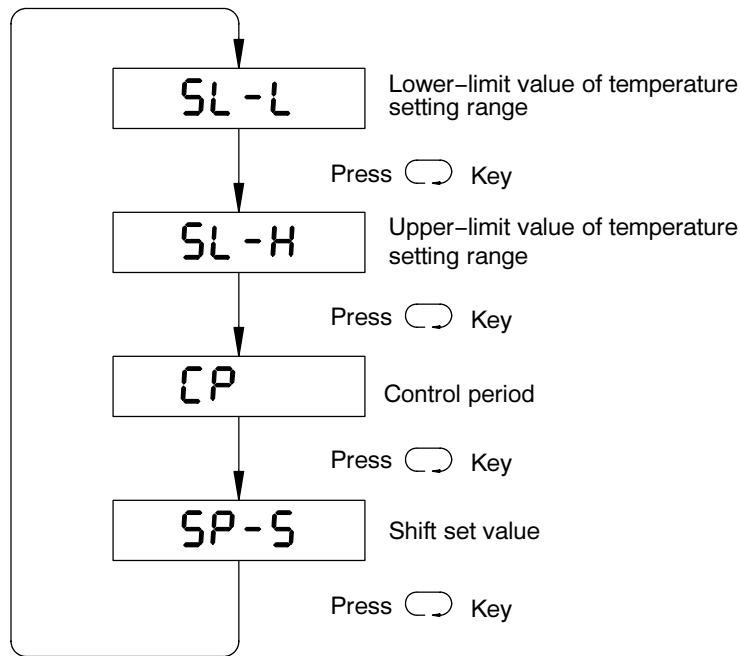 SL-L
Lower-limit value of temperature
setting range
Press Key
SL-H
Upper-limit value of temperature
setting range
Press Key
CP
Control period
Press Key
SP-S
Shift set value
Press Key